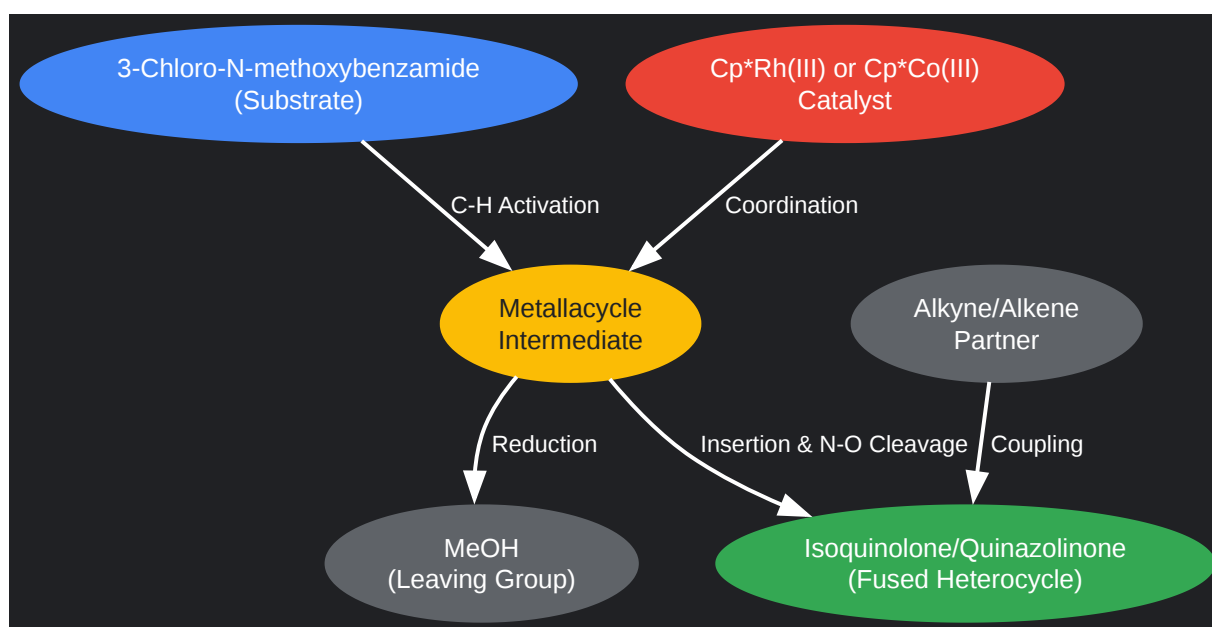 3-Chloro-N-methoxybenzamide
(Substrate)
Cp*Rh(III) or Cp*Co(III)
Catalyst
C-H Activation
Coordination
Metallacycle
Intermediate
Alkyne/Alkene
Partner
Reduction
Insertion & N-O Cleavage
Coupling
MeOH
(Leaving Group)
Isoquinolone/Quinazolinone
(Fused Heterocycle)